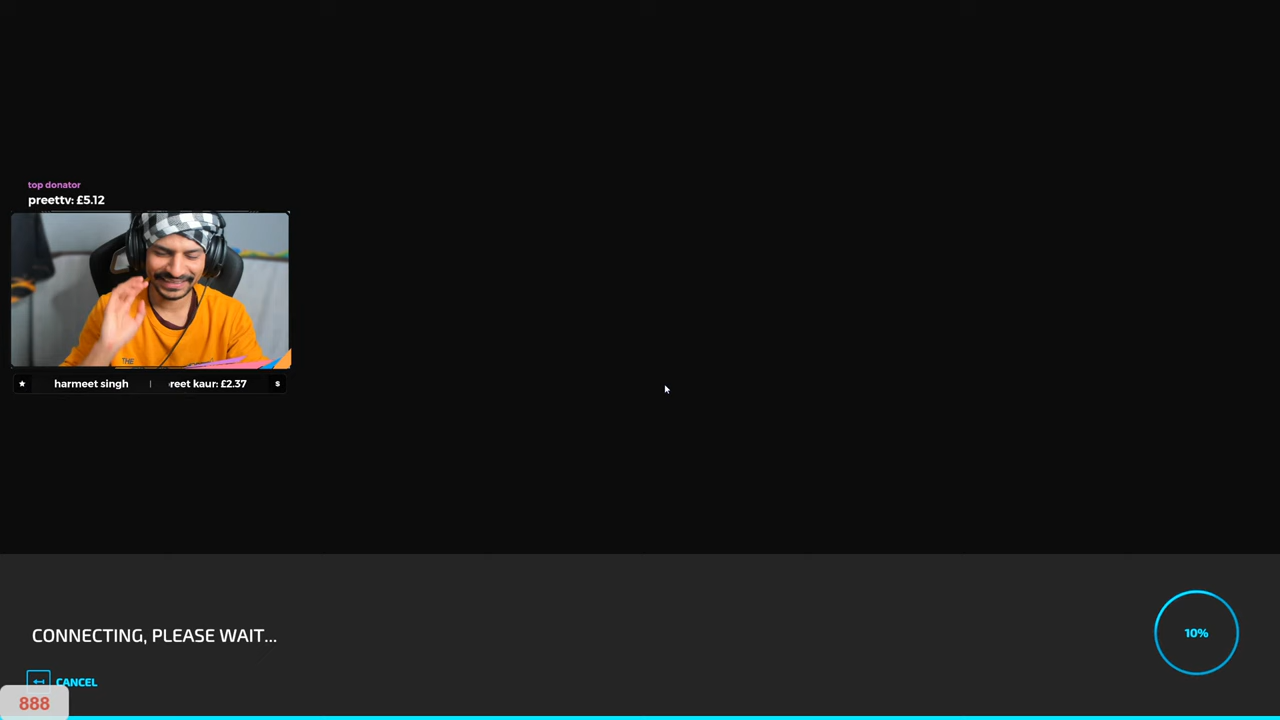 top donator
preettv: £5.12
THE
★ harmeet singh | reet kaur: £2.37 $
CONNECTING, PLEASE WAIT...
10%
CANCEL
888